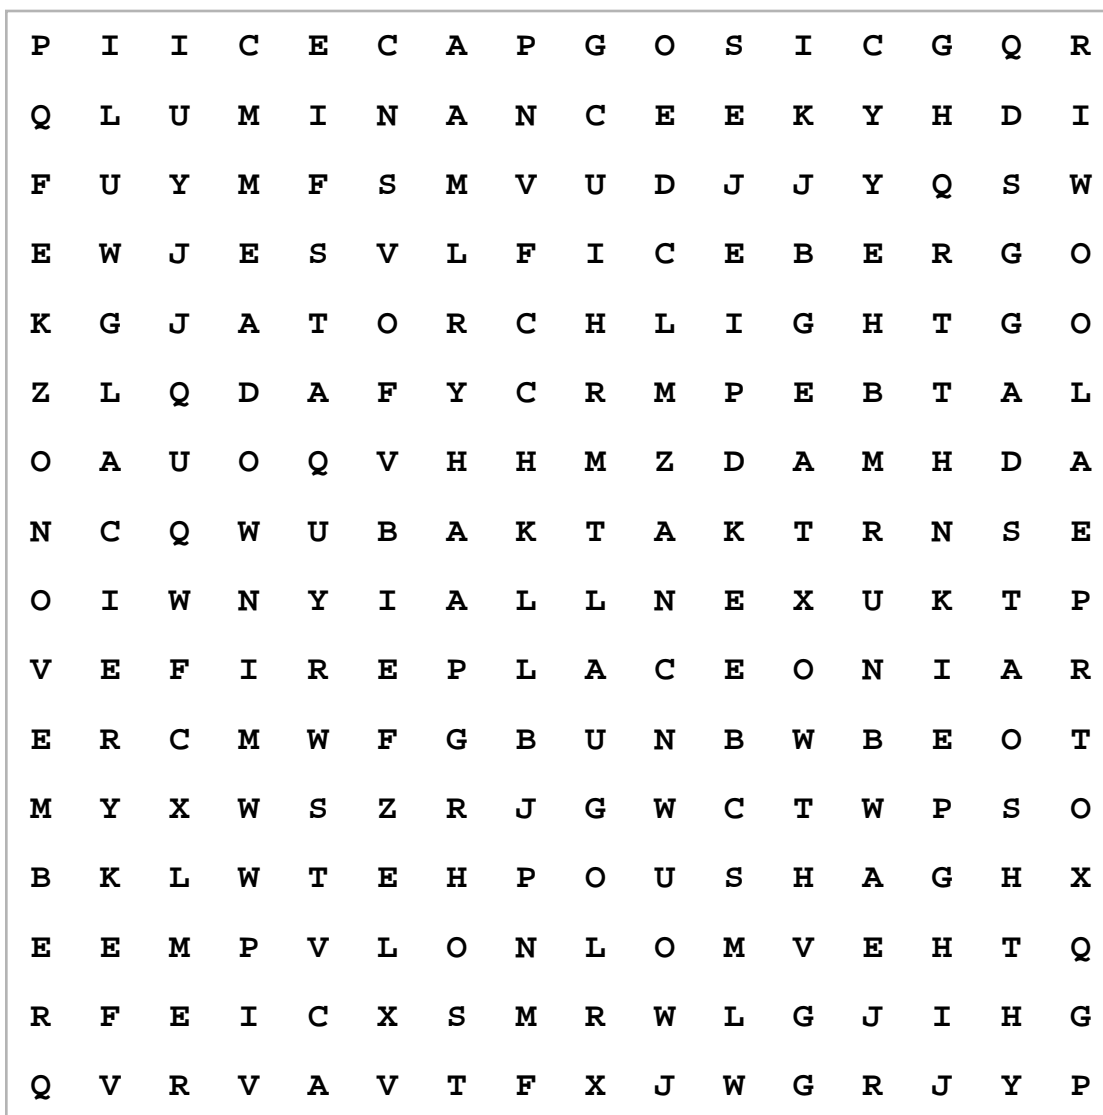 P I I C E C A P G O S I C G Q R
Q L U M I N A N C E E K Y H D I
F U Y M F S M V U D J J Y Q S W
E W J E S V L F I C E B E R G O
K G J A T O R C H L I G H T G O
Z L Q D A F Y C R M P E B T A L
O A U O Q V H H M Z D A M H D A
N C Q W U B A K T A K T R N S E
O I W N Y I A L L N E X U K T P
V E F I R E P L A C E O N I A R
E R C M W F G B U N B W B E O T
M Y X W S Z R J G W C T W P S O
B K L W T E H P O U S H A G H X
E E M P V L O N L O M V E H T Q
R F E I C X S M R W L G J I H G
Q V R V A V T F X J W G R J Y P